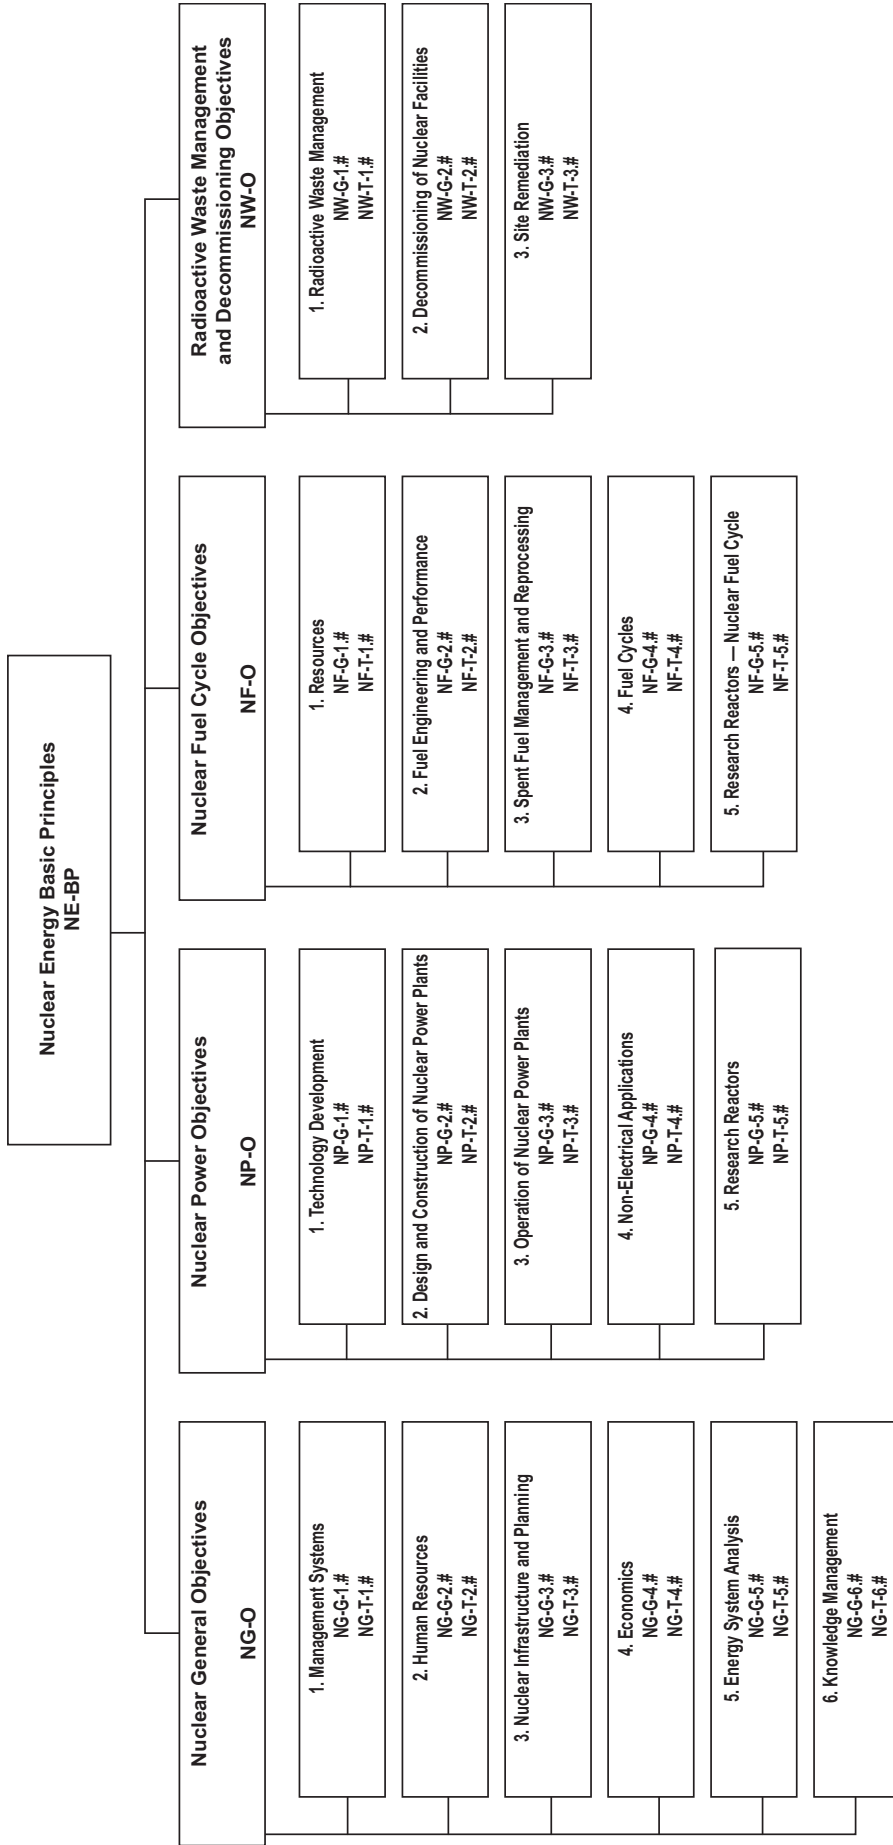 Nuclear Energy Basic Principles
NE-BP
Nuclear General Objectives
NG-O
1. Management Systems
NG-G-1.#
NG-T-1.#
2. Human Resources
NG-G-2.#
NG-T-2.#
3. Nuclear Infrastructure and Planning
NG-G-3.#
NG-T-3.#
4. Economics
NG-G-4.#
NG-T-4.#
5. Energy System Analysis
NG-G-5.#
NG-T-5.#
6. Knowledge Management
NG-G-6.#
NG-T-6.#
Nuclear Power Objectives
NP-O
1. Technology Development
NP-G-1.#
NP-T-1.#
2. Design and Construction of Nuclear Power Plants
NP-G-2.#
NP-T-2.#
3. Operation of Nuclear Power Plants
NP-G-3.#
NP-T-3.#
4. Non-Electrical Applications
NP-G-4.#
NP-T-4.#
5. Research Reactors
NP-G-5.#
NP-T-5.#
Nuclear Fuel Cycle Objectives
NF-O
1. Resources
NF-G-1.#
NF-T-1.#
2. Fuel Engineering and Performance
NF-G-2.#
NF-T-2.#
3. Spent Fuel Management and Reprocessing
NF-G-3.#
NF-T-3.#
4. Fuel Cycles
NF-G-4.#
NF-T-4.#
5. Research Reactors — Nuclear Fuel Cycle
NF-G-5.#
NF-T-5.#
Radioactive Waste Management
and Decommissioning Objectives
NW-O
1. Radioactive Waste Management
NW-G-1.#
NW-T-1.#
2. Decommissioning of Nuclear Facilities
NW-G-2.#
NW-T-2.#
3. Site Remediation
NW-G-3.#
NW-T-3.#